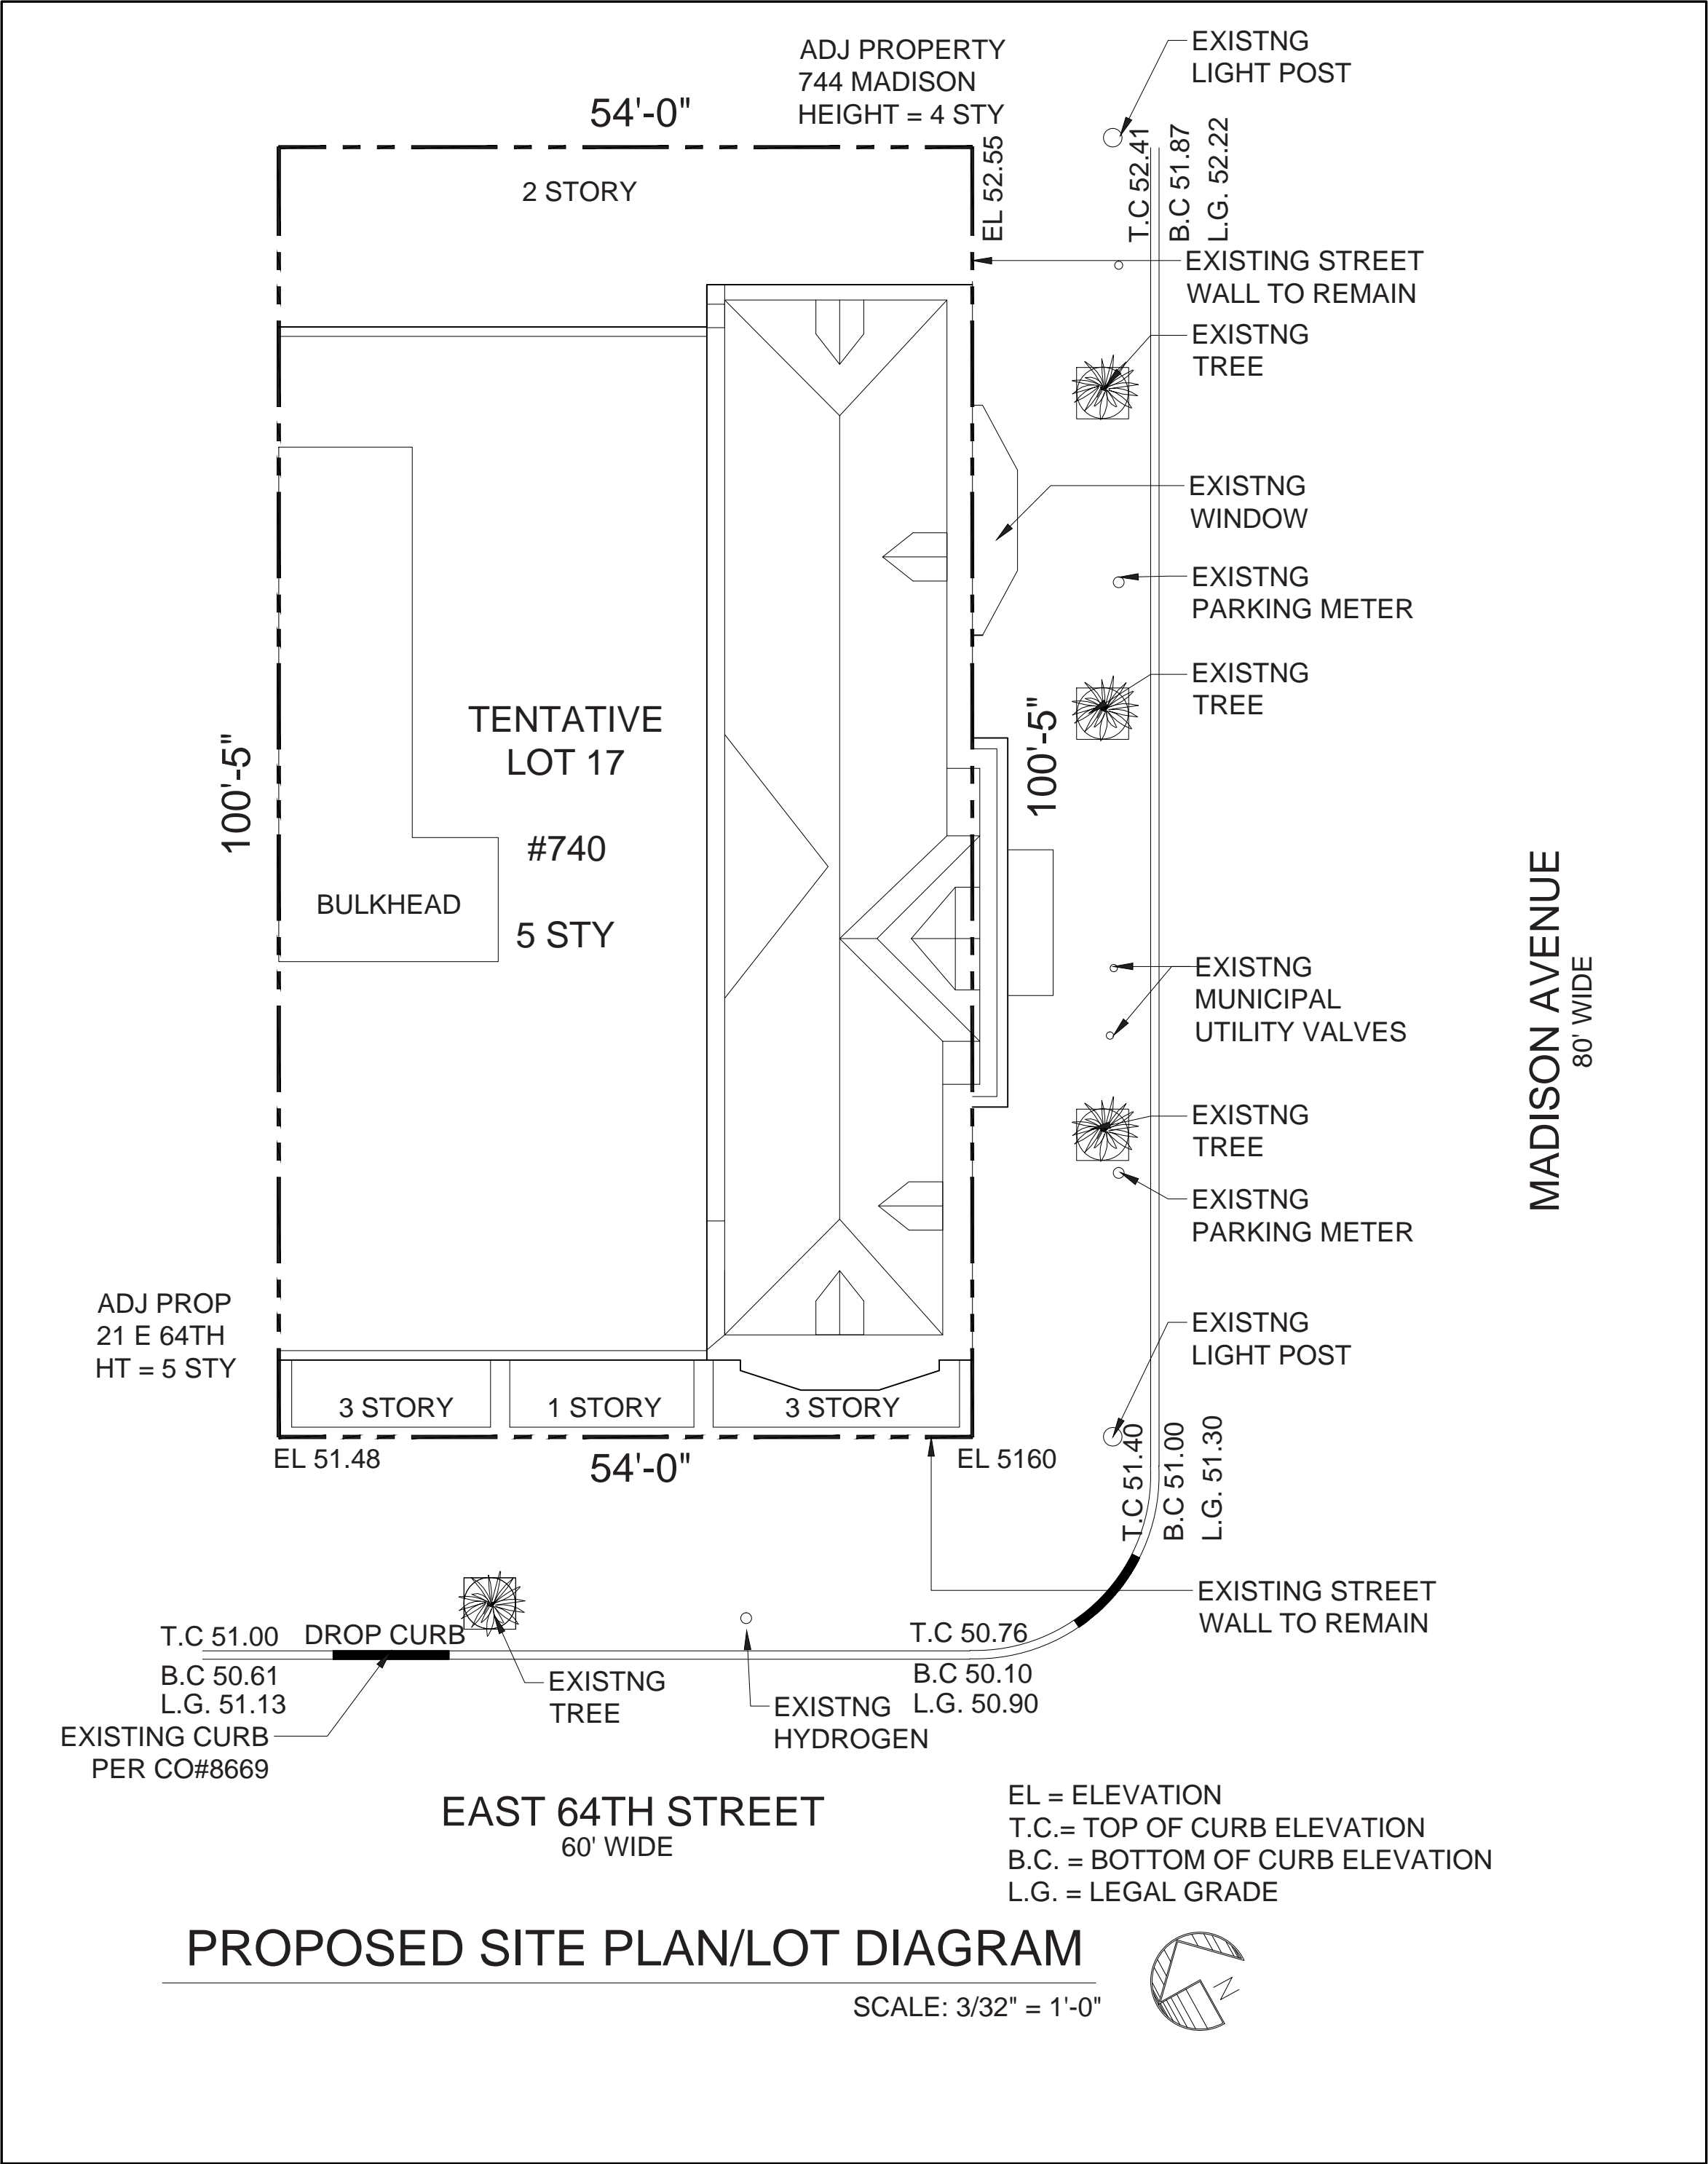 ADJ PROPERTY
744 MADISON
HEIGHT = 4 STY
EXISTNG
LIGHT POST
54'-0"
EL 52.55
T.C 52.41
B.C 51.87
L.G. 52.22
2 STORY
EXISTING STREET
WALL TO REMAIN
EXISTNG
TREE
EXISTNG
WINDOW
EXISTNG
PARKING METER
EXISTNG
TREE
100'-5"
TENTATIVE
LOT 17
#740
5 STY
BULKHEAD
100'-5"
MADISON AVENUE
80' WIDE
EXISTNG
MUNICIPAL
UTILITY VALVES
EXISTNG
TREE
EXISTNG
PARKING METER
ADJ PROP
21 E 64TH
HT = 5 STY
EXISTNG
LIGHT POST
3 STORY
1 STORY
3 STORY
EL 51.48
54'-0"
EL 5160
T.C 51.40
B.C 51.00
L.G. 51.30
EXISTING STREET
WALL TO REMAIN
T.C 51.00
DROP CURB
T.C 50.76
B.C 50.61
L.G. 51.13
B.C 50.10
L.G. 50.90
EXISTNG
TREE
EXISTNG
HYDROGEN
EXISTING CURB
PER CO#8669
EAST 64TH STREET
60' WIDE
EL = ELEVATION
T.C.= TOP OF CURB ELEVATION
B.C. = BOTTOM OF CURB ELEVATION
L.G. = LEGAL GRADE
PROPOSED SITE PLAN/LOT DIAGRAM
SCALE: 3/32" = 1'-0"
N